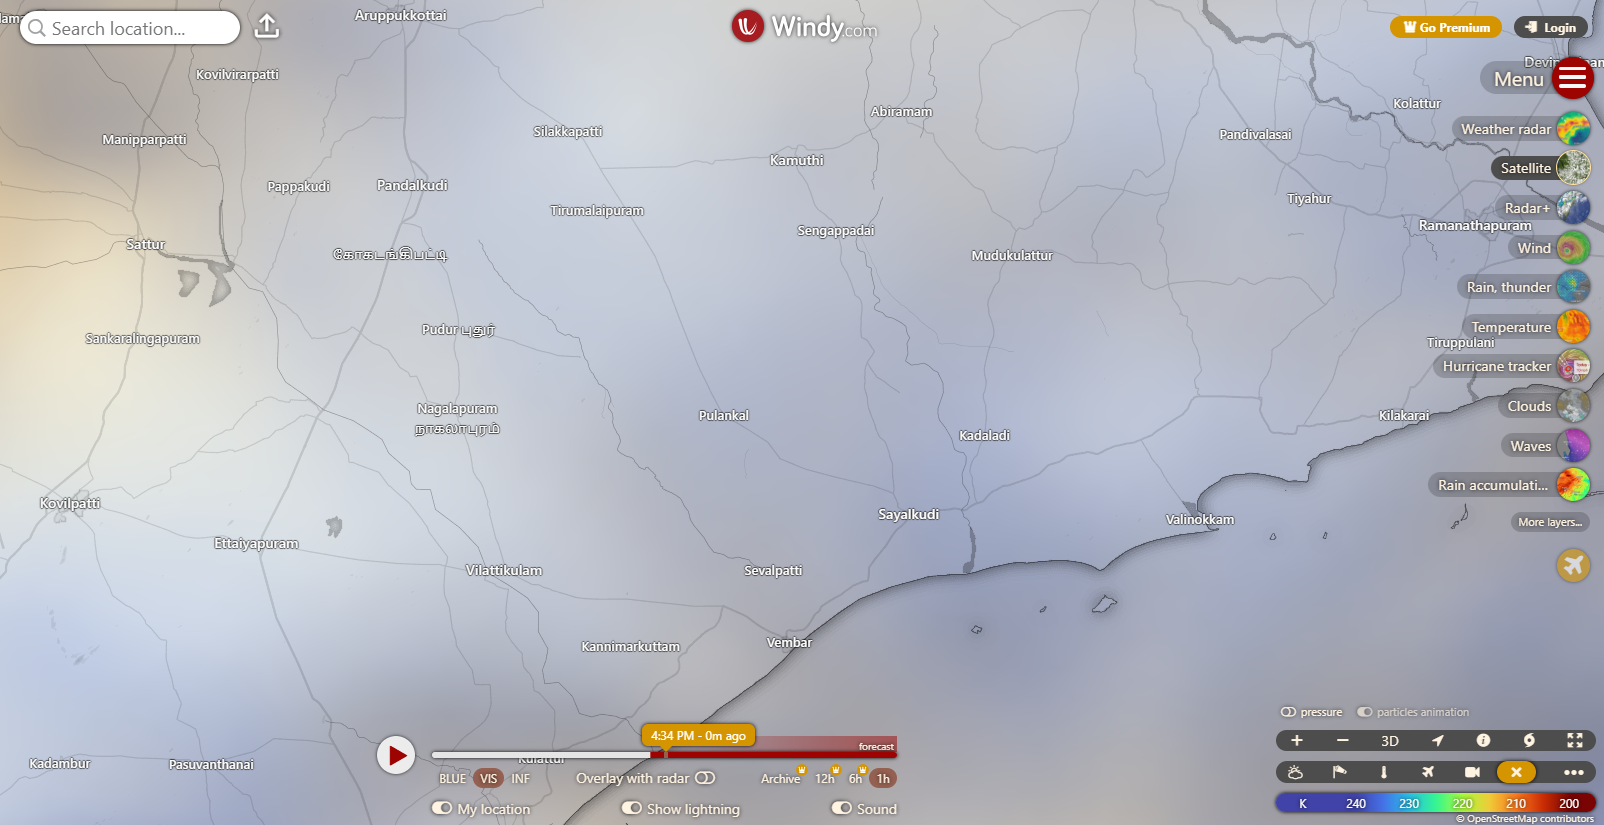 Search location...
Windy.com
Go Premium
Login
Menu
Weather radar
Satellite
Radar+
Wind
Rain, thunder
Temperature
Hurricane tracker
Clouds
Waves
Rain accumulati...
More layers...
Aruppukkottai
Kovilvirarpatti
Manipparpatti
Silakkapatti
Abiramam
Kolattur
Pandivalasai
Kamuthi
Pappakudi
Pandalkudi
Tirumalaipuram
Tiyahur
Ramanathapuram
Sengappadai
Sattur
கோகடங்கிபட்டி
Mudukulattur
Pudur புதூர்
Sankaralingapuram
Tiruppulani
Nagalapuram
நாகலாபுரம்
Pulankal
Kadaladi
Kilakarai
Kovilpatti
Sayalkudi
Valinokkam
Ettaiyapuram
Vilattikulam
Sevalpatti
Kannimarkuttam
Vembar
Kadambur
Pasuvanthanai
Kulattur
4:34 PM - 0m ago
forecast
BLUE VIS INF
Overlay with radar
Archive 12h 6h 1h
My location
Show lightning
Sound
pressure
particles animation
+ − 3D
K 240 230 220 210 200
© OpenStreetMap contributors